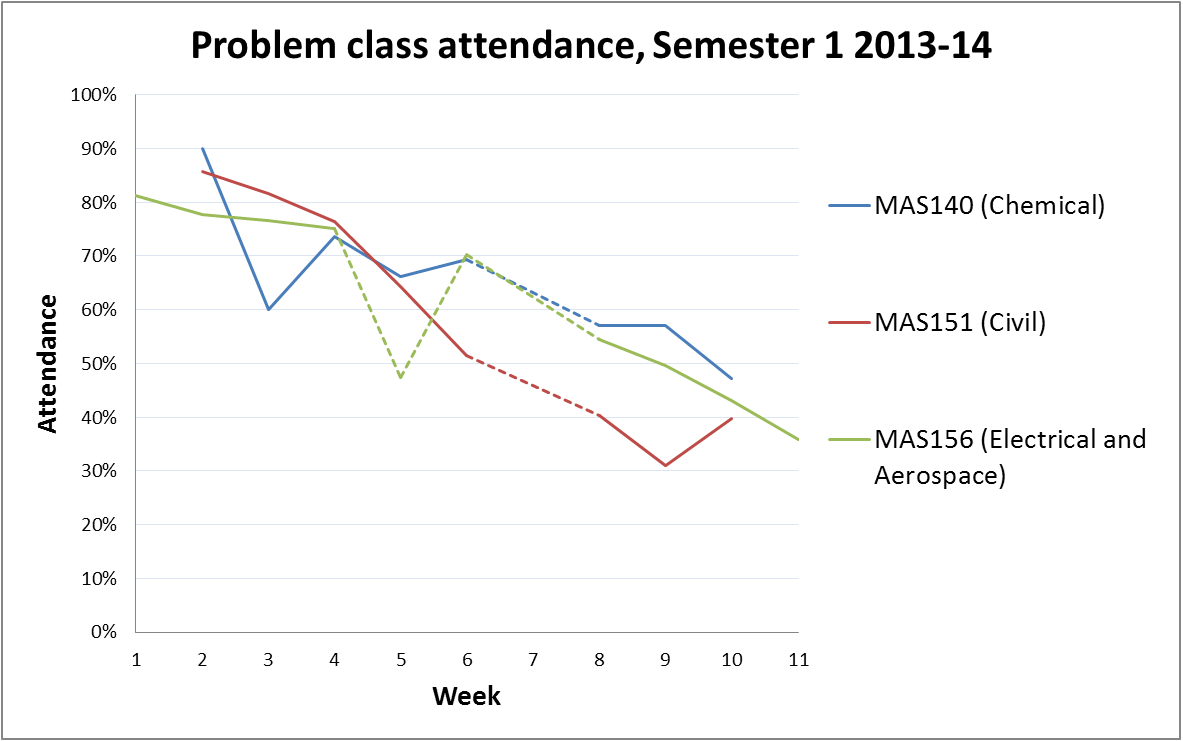 Problem class attendance, Semester 1 2013-14
100%
90%
80%
70%
60%
50%
40%
30%
20%
10%
0%
Attendance
1 2 3 4 5 6 7 8 9 10 11
Week
MAS140 (Chemical)
MAS151 (Civil)
MAS156 (Electrical and
Aerospace)